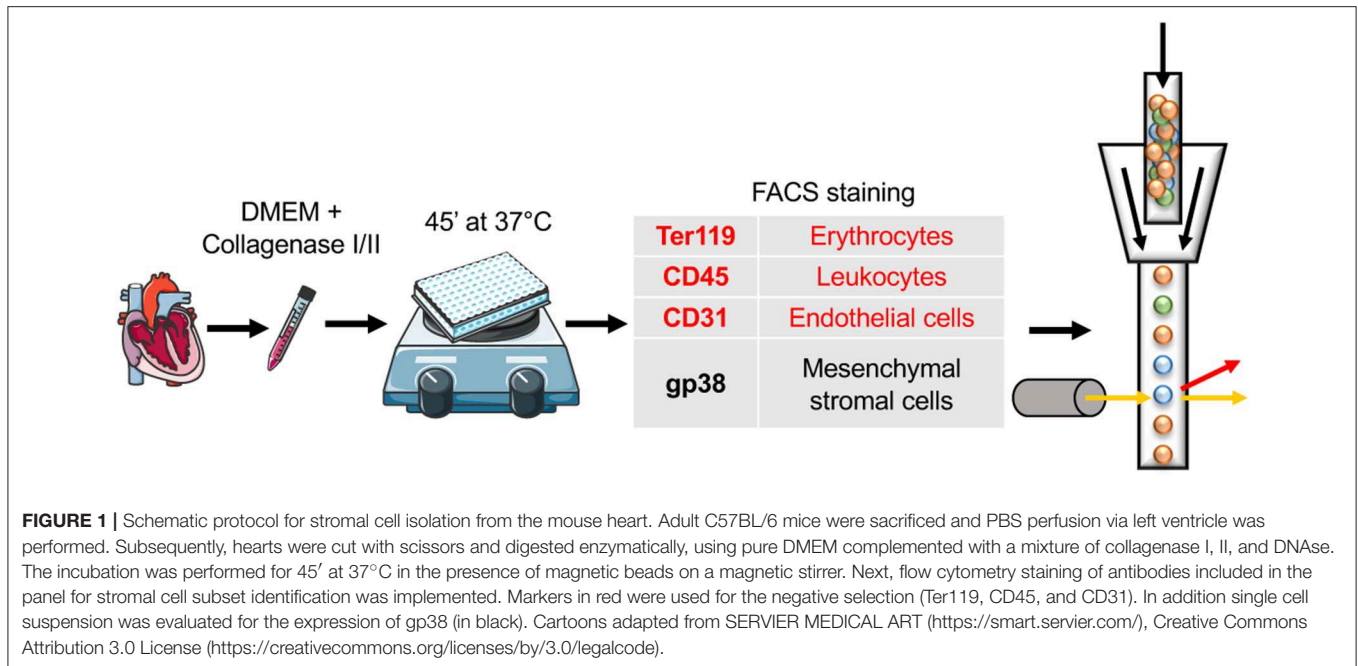 DMEM +
Collagenase I/II
45' at 37°C
FACS staining
Ter119 Erythrocytes
CD45 Leukocytes
CD31 Endothelial cells
gp38 Mesenchymal
stromal cells
FIGURE 1 | Schematic protocol for stromal cell isolation from the mouse heart. Adult C57BL/6 mice were sacrificed and PBS perfusion via left ventricle was
performed. Subsequently, hearts were cut with scissors and digested enzymatically, using pure DMEM complemented with a mixture of collagenase I, II, and DNAse.
The incubation was performed for 45′ at 37°C in the presence of magnetic beads on a magnetic stirrer. Next, flow cytometry staining of antibodies included in the
panel for stromal cell subset identification was implemented. Markers in red were used for the negative selection (Ter119, CD45, and CD31). In addition single cell
suspension was evaluated for the expression of gp38 (in black). Cartoons adapted from SERVIER MEDICAL ART (https://smart.servier.com/), Creative Commons
Attribution 3.0 License (https://creativecommons.org/licenses/by/3.0/legalcode).